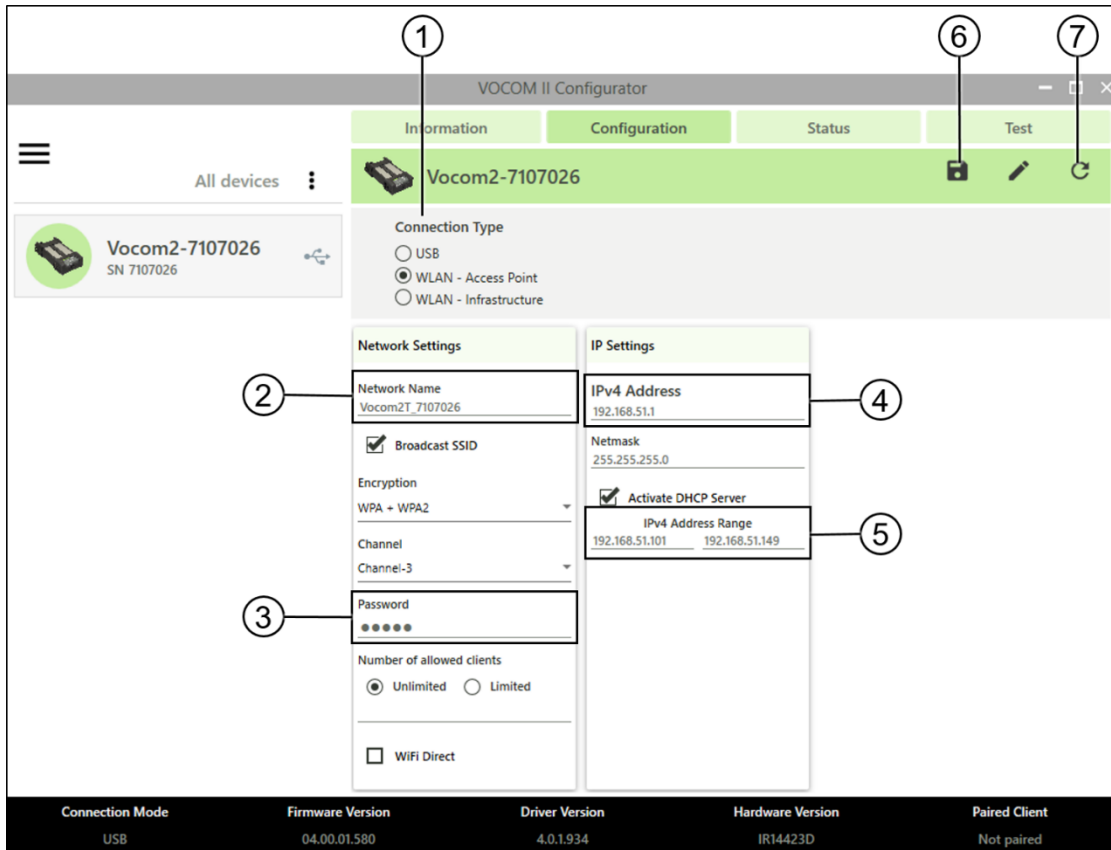 1
6
7
VOCOM II Configurator
Information Configuration Status Test
All devices
Vocom2-7107026
Vocom2-7107026
SN 7107026
Connection Type
USB
WLAN - Access Point
WLAN - Infrastructure
Network Settings
2
Network Name
Vocom2T_7107026
Broadcast SSID
Encryption
WPA + WPA2
Channel
Channel-3
3
Password
●●●●●
Number of allowed clients
Unlimited Limited
WiFi Direct
IP Settings
IPv4 Address
192.168.51.1
4
Netmask
255.255.255.0
Activate DHCP Server
IPv4 Address Range
192.168.51.101 192.168.51.149
5
Connection Mode Firmware Version Driver Version Hardware Version Paired Client
USB 04.00.01.580 4.0.1.934 IR14423D Not paired